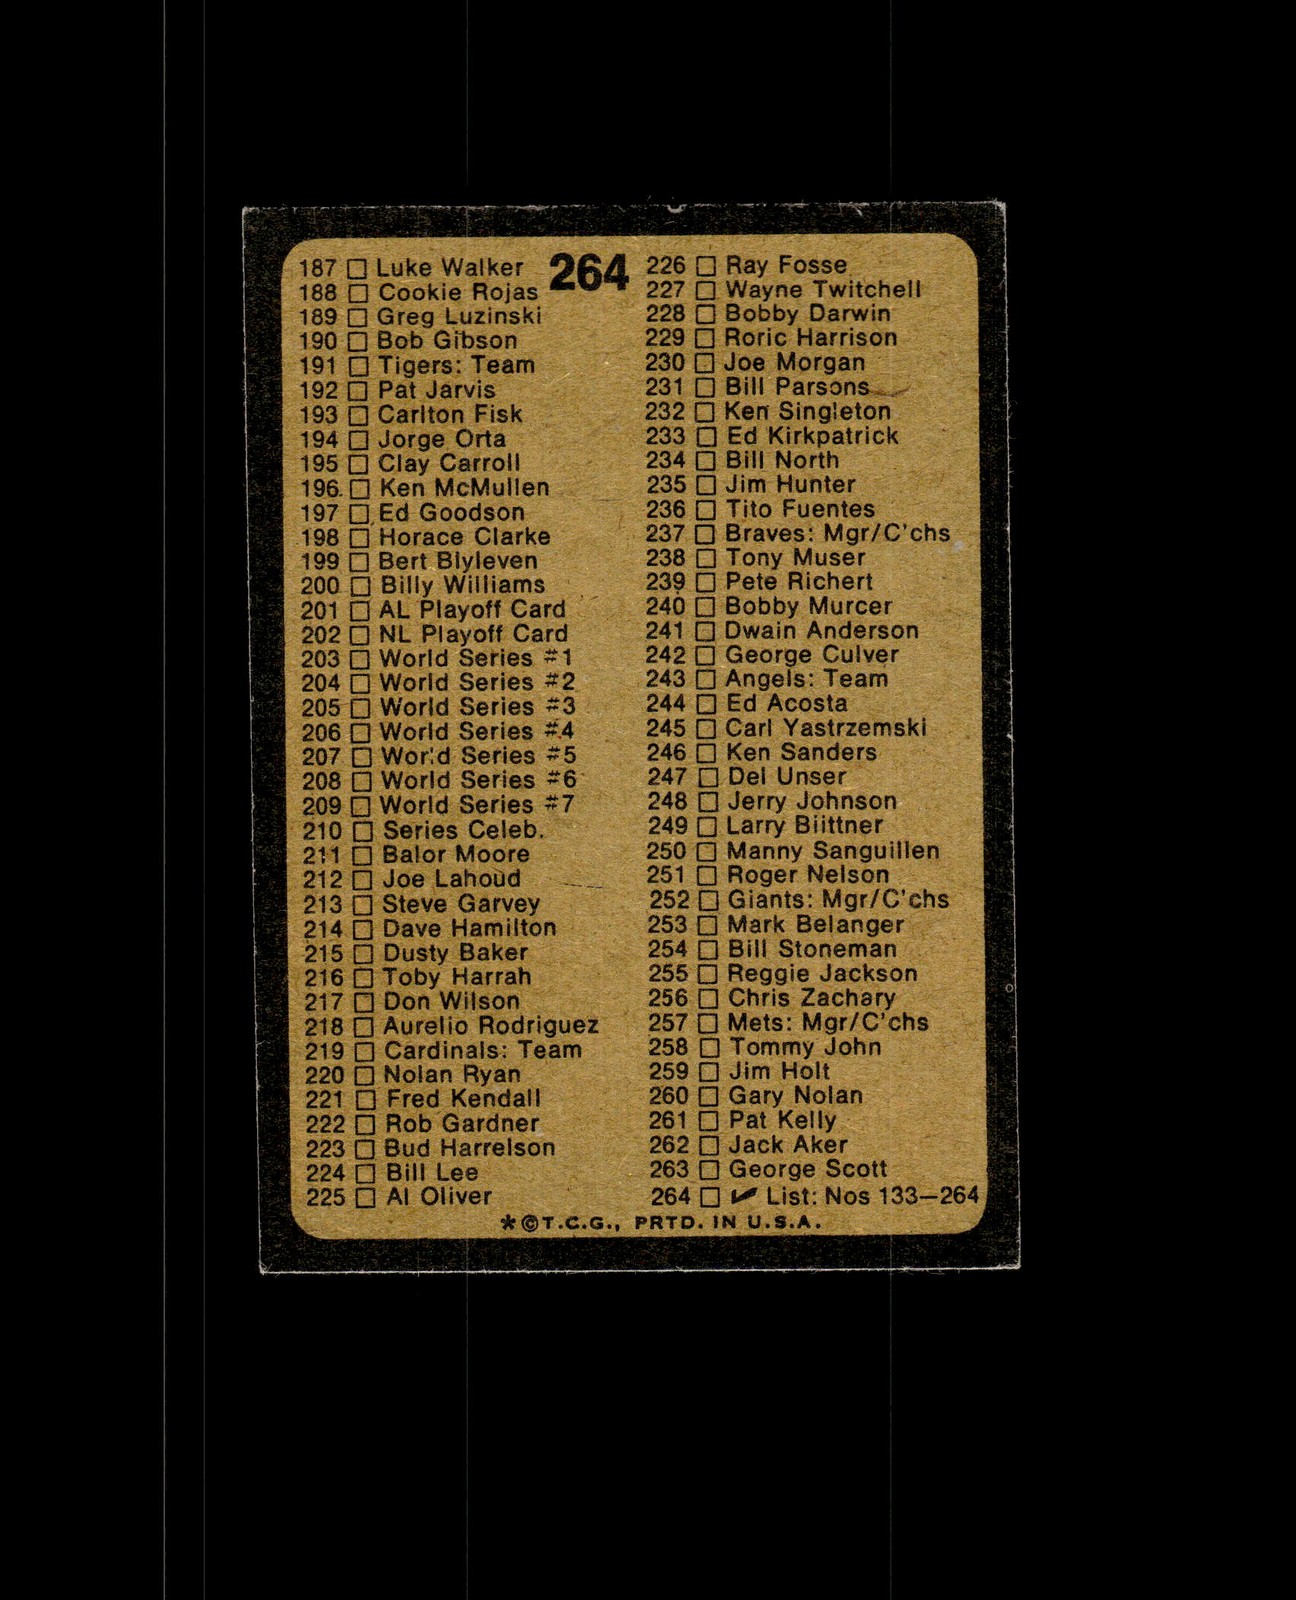 264
187 □ Luke Walker
188 □ Cookie Rojas
189 □ Greg Luzinski
190 □ Bob Gibson
191 □ Tigers: Team
192 □ Pat Jarvis
193 □ Carlton Fisk
194 □ Jorge Orta
195 □ Clay Carroll
196 □ Ken McMullen
197 □ Ed Goodson
198 □ Horace Clarke
199 □ Bert Blyleven
200 □ Billy Williams
201 □ AL Playoff Card
202 □ NL Playoff Card
203 □ World Series #1
204 □ World Series #2
205 □ World Series #3
206 □ World Series #4
207 □ World Series #5
208 □ World Series #6
209 □ World Series #7
210 □ Series Celeb.
211 □ Balor Moore
212 □ Joe Lahoud
213 □ Steve Garvey
214 □ Dave Hamilton
215 □ Dusty Baker
216 □ Toby Harrah
217 □ Don Wilson
218 □ Aurelio Rodriguez
219 □ Cardinals: Team
220 □ Nolan Ryan
221 □ Fred Kendall
222 □ Rob Gardner
223 □ Bud Harrelson
224 □ Bill Lee
225 □ Al Oliver
226 □ Ray Fosse
227 □ Wayne Twitchell
228 □ Bobby Darwin
229 □ Roric Harrison
230 □ Joe Morgan
231 □ Bill Parsons
232 □ Ken Singleton
233 □ Ed Kirkpatrick
234 □ Bill North
235 □ Jim Hunter
236 □ Tito Fuentes
237 □ Braves: Mgr/C'chs
238 □ Tony Muser
239 □ Pete Richert
240 □ Bobby Murcer
241 □ Dwain Anderson
242 □ George Culver
243 □ Angels: Team
244 □ Ed Acosta
245 □ Carl Yastrzemski
246 □ Ken Sanders
247 □ Del Unser
248 □ Jerry Johnson
249 □ Larry Biittner
250 □ Manny Sanguillen
251 □ Roger Nelson
252 □ Giants: Mgr/C'chs
253 □ Mark Belanger
254 □ Bill Stoneman
255 □ Reggie Jackson
256 □ Chris Zachary
257 □ Mets: Mgr/C'chs
258 □ Tommy John
259 □ Jim Holt
260 □ Gary Nolan
261 □ Pat Kelly
262 □ Jack Aker
263 □ George Scott
264 □ ✓ List: Nos 133–264
*©T.C.G., PRTD. IN U.S.A.